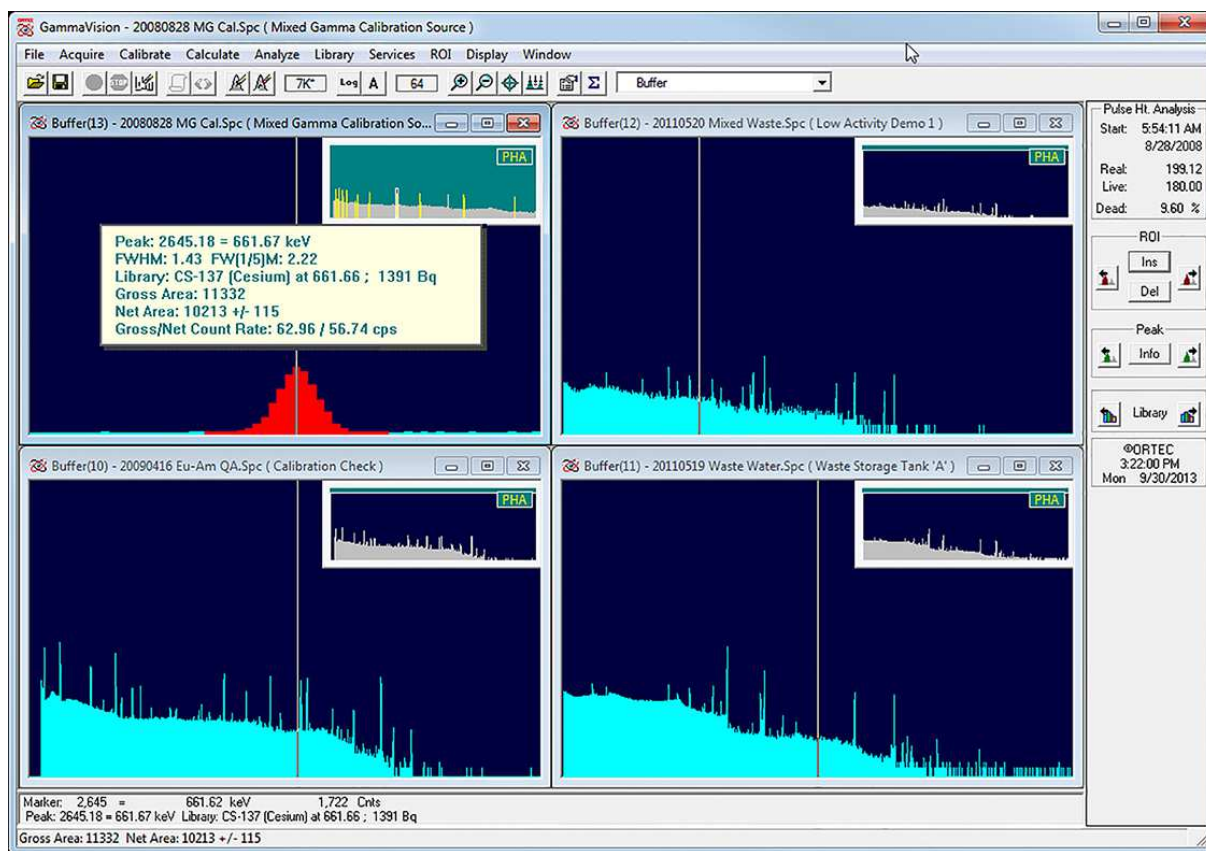 GammaVision - 20080828 MG Cal.Spc ( Mixed Gamma Calibration Source )
File Acquire Calibrate Calculate Analyze Library Services ROI Display Window
7K" Log A 64 Σ Buffer
Buffer(13) - 20080828 MG Cal.Spc ( Mixed Gamma Calibration So...
PHA
Peak: 2645.18 = 661.67 keV
FWHM: 1.43 FW(1/5)M: 2.22
Library: CS-137 (Cesium) at 661.66 ; 1391 Bq
Gross Area: 11332
Net Area: 10213 +/- 115
Gross/Net Count Rate: 62.96 / 56.74 cps
Buffer(12) - 20110520 Mixed Waste.Spc ( Low Activity Demo 1 )
PHA
Buffer(10) - 20090416 Eu-Am QA.Spc ( Calibration Check )
PHA
Buffer(11) - 20110519 Waste Water.Spc ( Waste Storage Tank 'A' )
PHA
Pulse Ht. Analysis
Start: 5:54:11 AM
8/28/2008
Real: 199.12
Live: 180.00
Dead: 9.60 %
ROI
Ins
Del
Peak
Info
Library
©ORTEC
3:22:00 PM
Mon 9/30/2013
Marker: 2,645 = 661.62 keV 1,722 Cnts
Peak: 2645.18 = 661.67 keV Library: CS-137 (Cesium) at 661.66 ; 1391 Bq
Gross Area: 11332 Net Area: 10213 +/- 115